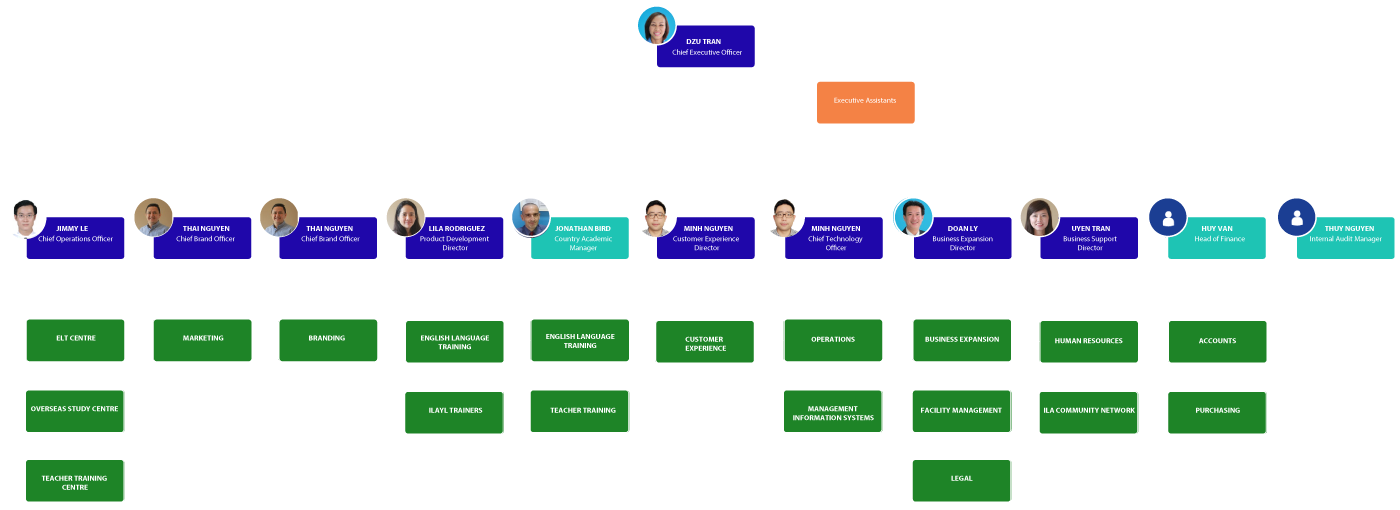 DZU TRAN
Chief Executive Officer
Executive Assistants
JIMMY LE
Chief Operations Officer
THAI NGUYEN
Chief Brand Officer
THAI NGUYEN
Chief Brand Officer
LILA RODRIGUEZ
Product Development
Director
JONATHAN BIRD
Country Academic
Manager
MINH NGUYEN
Customer Experience
Director
MINH NGUYEN
Chief Technology
Officer
DOAN LY
Business Expansion
Director
UYEN TRAN
Business Support
Director
HUY VAN
Head of Finance
THUY NGUYEN
Internal Audit Manager
ELT CENTRE
MARKETING
BRANDING
ENGLISH LANGUAGE
TRAINING
ENGLISH LANGUAGE
TRAINING
CUSTOMER
EXPERIENCE
OPERATIONS
BUSINESS EXPANSION
HUMAN RESOURCES
ACCOUNTS
OVERSEAS STUDY CENTRE
ILAYL TRAINERS
TEACHER TRAINING
MANAGEMENT
INFORMATION SYSTEMS
FACILITY MANAGEMENT
ILA COMMUNITY NETWORK
PURCHASING
TEACHER TRAINING
CENTRE
LEGAL